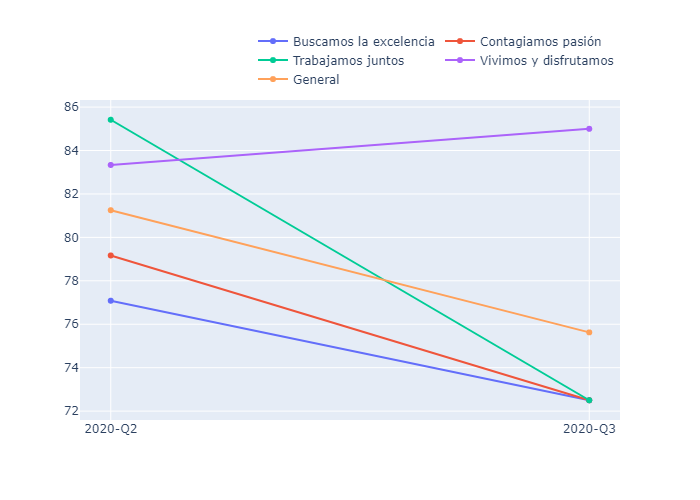 Buscamos la excelencia Contagiamos pasión
Trabajamos juntos Vivimos y disfrutamos
General
86
84
82
80
78
76
74
72
2020-Q2 2020-Q3